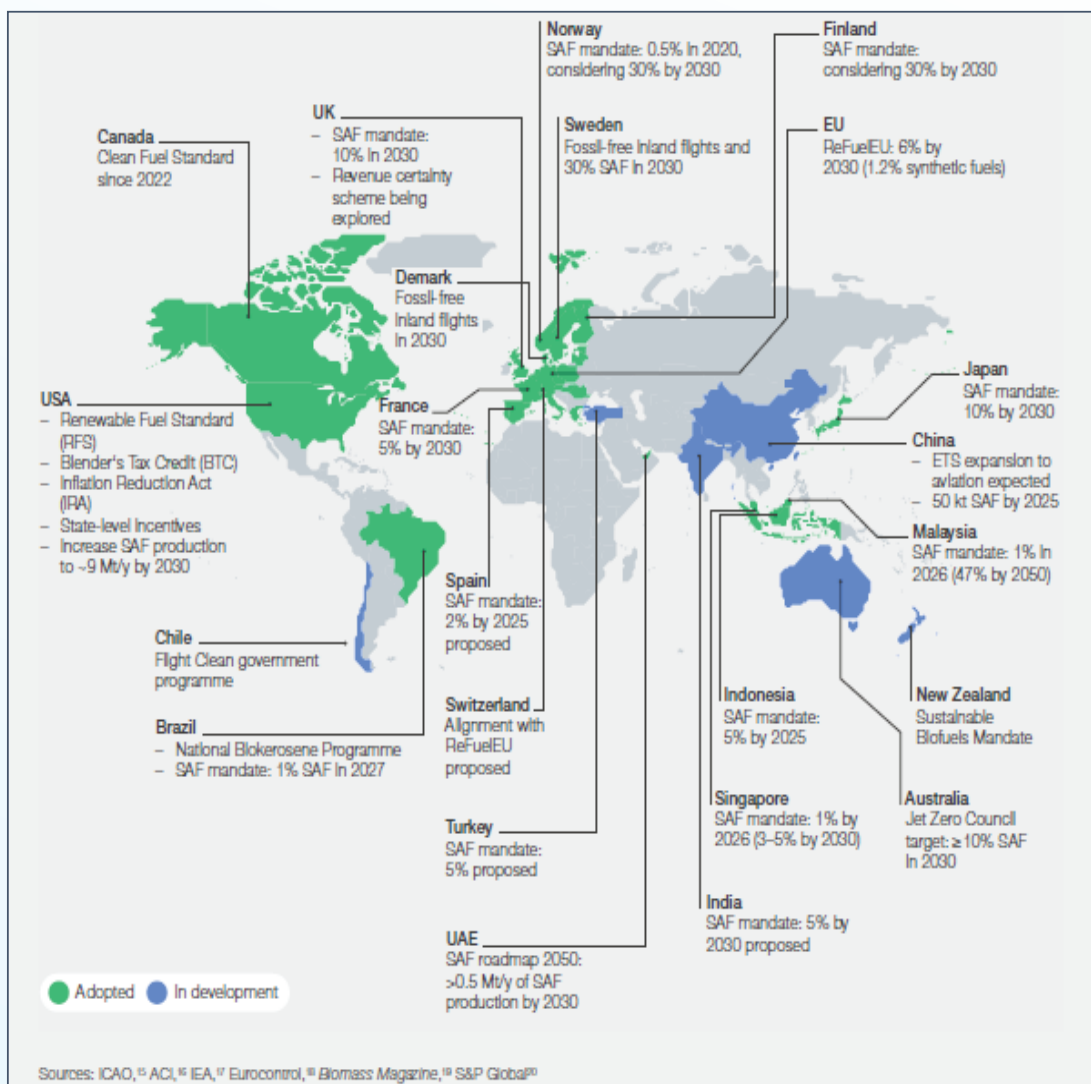 Norway
SAF mandate: 0.5% in 2020,
considering 30% by 2030
Finland
SAF mandate:
considering 30% by 2030
UK
– SAF mandate:
10% in 2030
– Revenue certainty
scheme being
explored
Sweden
Fossil-free inland flights and
30% SAF in 2030
EU
ReFuelEU: 6% by
2030 (1.2% synthetic fuels)
Canada
Clean Fuel Standard
since 2022
Demark
Fossil-free
inland flights
in 2030
Japan
SAF mandate:
10% by 2030
USA
– Renewable Fuel Standard
(RFS)
– Blender's Tax Credit (BTC)
– Inflation Reduction Act
(IRA)
– State-level incentives
– Increase SAF production
to ~9 Mt/y by 2030
France
SAF mandate:
5% by 2030
China
– ETS expansion to
aviation expected
– 50 kt SAF by 2025
Malaysia
SAF mandate: 1% in
2026 (47% by 2050)
Spain
SAF mandate:
2% by 2025
proposed
Chile
Flight Clean government
programme
Switzerland
Alignment with
ReFuelEU
proposed
Indonesia
SAF mandate:
5% by 2025
New Zealand
Sustainable
Biofuels Mandate
Brazil
– National Biokerosene Programme
– SAF mandate: 1% SAF in 2027
Singapore
SAF mandate: 1% by
2026 (3–5% by 2030)
Australia
Jet Zero Council
target: ≥10% SAF
in 2030
Turkey
SAF mandate:
5% proposed
India
SAF mandate: 5% by
2030 proposed
UAE
SAF roadmap 2050:
>0.5 Mt/y of SAF
production by 2030
Adopted
In development
Sources: ICAO,¹⁵ ACI,¹⁶ IEA,¹⁷ Eurocontrol,¹⁸ Biomass Magazine,¹⁹ S&P Global²⁰